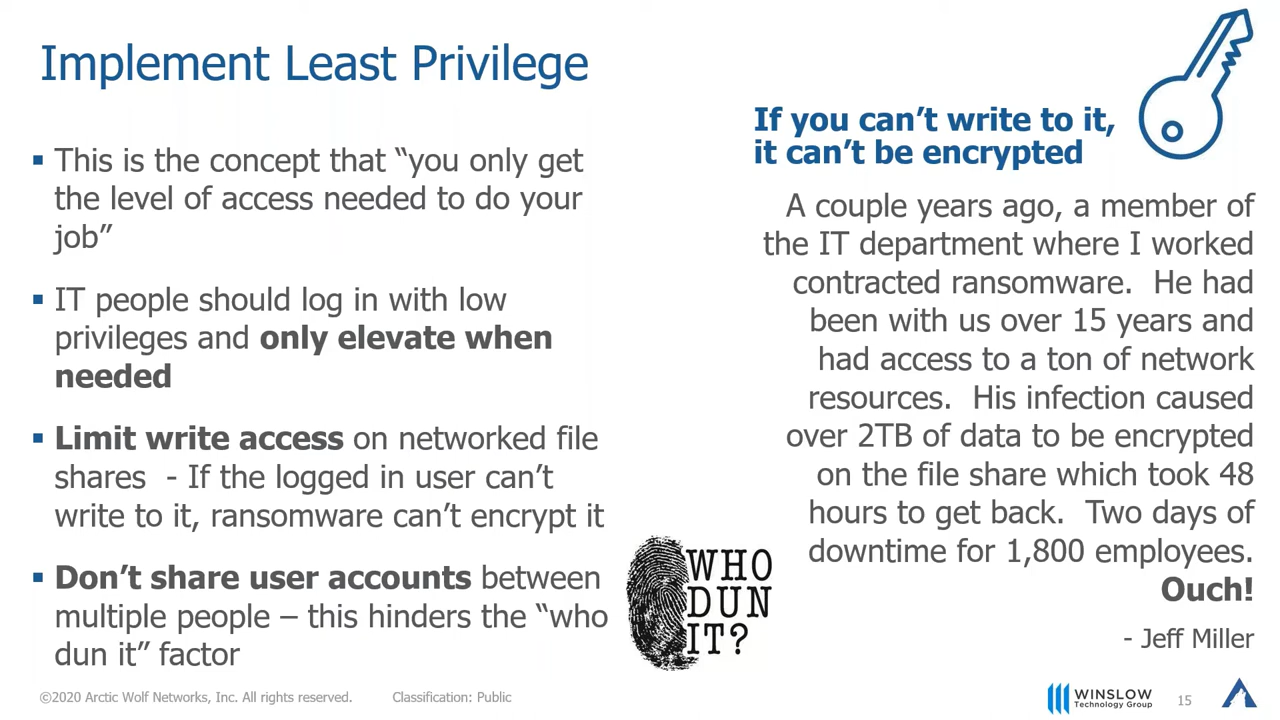 Implement Least Privilege
▪ This is the concept that “you only get
the level of access needed to do your
job”
▪ IT people should log in with low
privileges and only elevate when
needed
▪ Limit write access on networked file
shares  - If the logged in user can’t
write to it, ransomware can’t encrypt it
▪ Don’t share user accounts between
multiple people – this hinders the “who
dun it” factor
If you can’t write to it,
it can’t be encrypted
A couple years ago, a member of
the IT department where I worked
contracted ransomware.  He had
been with us over 15 years and
had access to a ton of network
resources.  His infection caused
over 2TB of data to be encrypted
on the file share which took 48
hours to get back.  Two days of
downtime for 1,800 employees.
Ouch!
- Jeff Miller
WHO
DUN
IT?
©2020 Arctic Wolf Networks, Inc. All rights reserved.
Classification: Public
WINSLOW
Technology Group
15